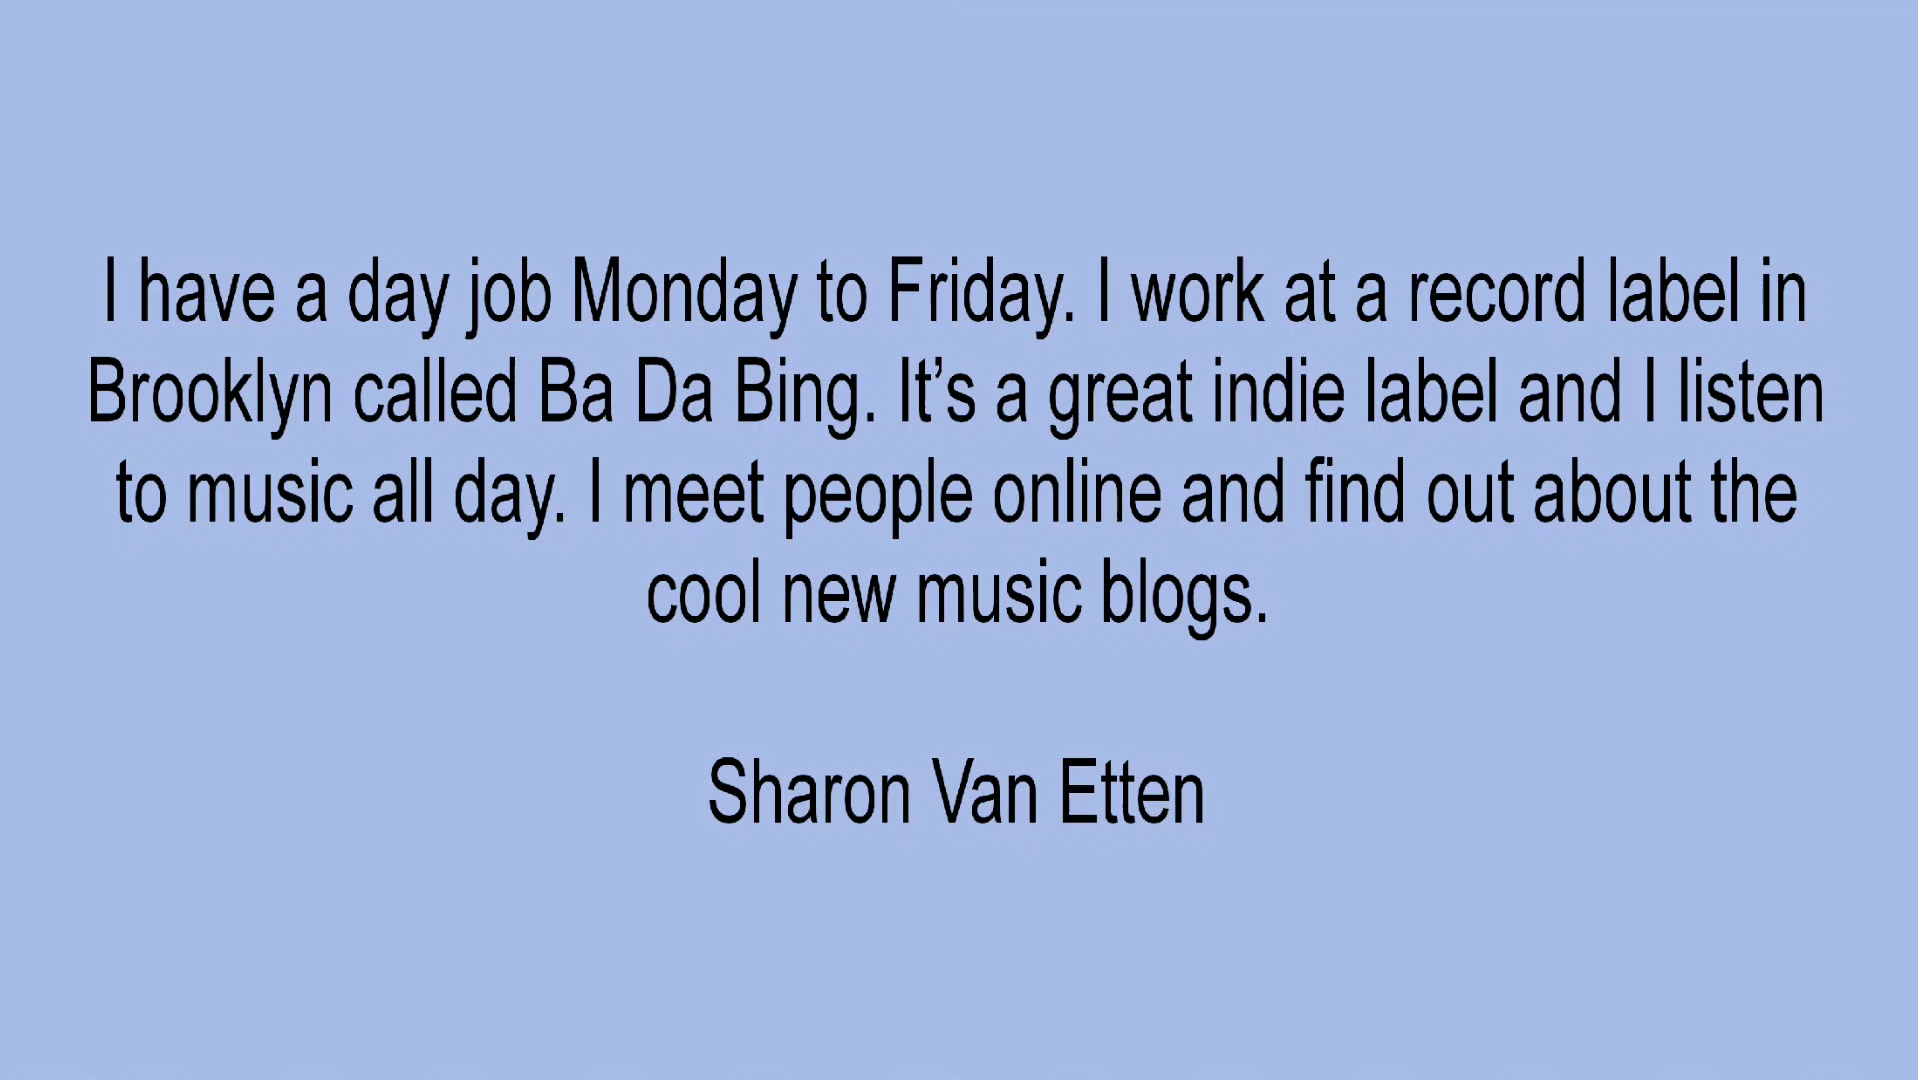 I have a day job Monday to Friday. I work at a record label in
Brooklyn called Ba Da Bing. It’s a great indie label and I listen
to music all day. I meet people online and find out about the
cool new music blogs.
Sharon Van Etten